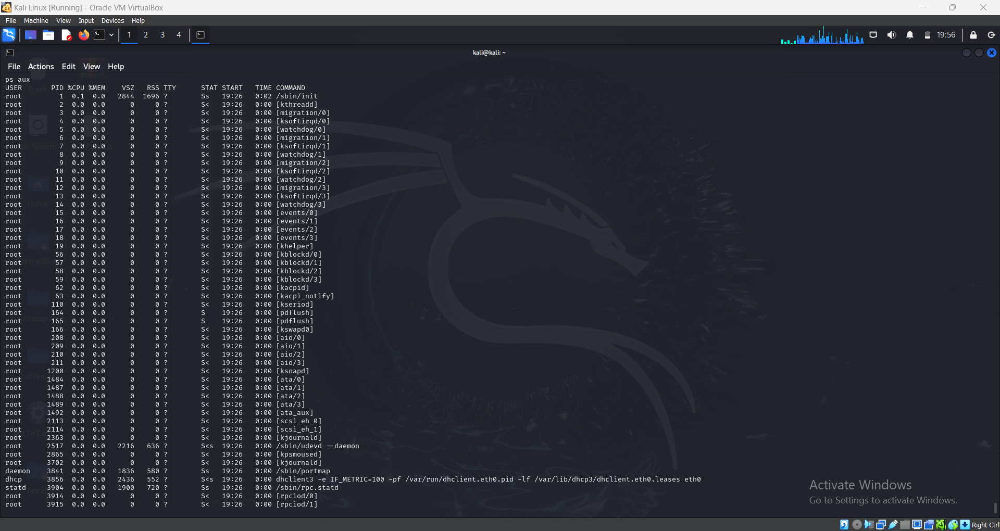 Kali Linux [Running] - Oracle VM VirtualBox
File Machine View Input Devices Help
1 2 3 4 19:56
kali@kali: ~
File Actions Edit View Help
ps aux
USER PID %CPU %MEM VSZ RSS TTY STAT START TIME COMMAND
root 1 0.1 0.0 2844 1696 ? Ss 19:26 0:02 /sbin/init
root 2 0.0 0.0 0 0 ? S< 19:26 0:00 [kthreadd]
root 3 0.0 0.0 0 0 ? S< 19:26 0:00 [migration/0]
root 4 0.0 0.0 0 0 ? S< 19:26 0:00 [ksoftirqd/0]
root 5 0.0 0.0 0 0 ? S< 19:26 0:00 [watchdog/0]
root 6 0.0 0.0 0 0 ? S< 19:26 0:00 [migration/1]
root 7 0.0 0.0 0 0 ? S< 19:26 0:00 [ksoftirqd/1]
root 8 0.0 0.0 0 0 ? S< 19:26 0:00 [watchdog/1]
root 9 0.0 0.0 0 0 ? S< 19:26 0:00 [migration/2]
root 10 0.0 0.0 0 0 ? S< 19:26 0:00 [ksoftirqd/2]
root 11 0.0 0.0 0 0 ? S< 19:26 0:00 [watchdog/2]
root 12 0.0 0.0 0 0 ? S< 19:26 0:00 [migration/3]
root 13 0.0 0.0 0 0 ? S< 19:26 0:00 [ksoftirqd/3]
root 14 0.0 0.0 0 0 ? S< 19:26 0:00 [watchdog/3]
root 15 0.0 0.0 0 0 ? S< 19:26 0:00 [events/0]
root 16 0.0 0.0 0 0 ? S< 19:26 0:00 [events/1]
root 17 0.0 0.0 0 0 ? S< 19:26 0:00 [events/2]
root 18 0.0 0.0 0 0 ? S< 19:26 0:00 [events/3]
root 19 0.0 0.0 0 0 ? S< 19:26 0:00 [khelper]
root 56 0.0 0.0 0 0 ? S< 19:26 0:00 [kblockd/0]
root 57 0.0 0.0 0 0 ? S< 19:26 0:00 [kblockd/1]
root 58 0.0 0.0 0 0 ? S< 19:26 0:00 [kblockd/2]
root 59 0.0 0.0 0 0 ? S< 19:26 0:00 [kblockd/3]
root 62 0.0 0.0 0 0 ? S< 19:26 0:00 [kacpid]
root 63 0.0 0.0 0 0 ? S< 19:26 0:00 [kacpi_notify]
root 110 0.0 0.0 0 0 ? S< 19:26 0:00 [kseriod]
root 164 0.0 0.0 0 0 ? S 19:26 0:00 [pdflush]
root 165 0.0 0.0 0 0 ? S 19:26 0:00 [pdflush]
root 166 0.0 0.0 0 0 ? S< 19:26 0:00 [kswapd0]
root 208 0.0 0.0 0 0 ? S< 19:26 0:00 [aio/0]
root 209 0.0 0.0 0 0 ? S< 19:26 0:00 [aio/1]
root 210 0.0 0.0 0 0 ? S< 19:26 0:00 [aio/2]
root 211 0.0 0.0 0 0 ? S< 19:26 0:00 [aio/3]
root 1200 0.0 0.0 0 0 ? S< 19:26 0:00 [ksnapd]
root 1484 0.0 0.0 0 0 ? S< 19:26 0:00 [ata/0]
root 1487 0.0 0.0 0 0 ? S< 19:26 0:00 [ata/1]
root 1488 0.0 0.0 0 0 ? S< 19:26 0:00 [ata/2]
root 1489 0.0 0.0 0 0 ? S< 19:26 0:00 [ata/3]
root 1492 0.0 0.0 0 0 ? S< 19:26 0:00 [ata_aux]
root 2113 0.0 0.0 0 0 ? S< 19:26 0:00 [scsi_eh_0]
root 2114 0.0 0.0 0 0 ? S< 19:26 0:00 [scsi_eh_1]
root 2363 0.0 0.0 0 0 ? S< 19:26 0:00 [kjournald]
root 2517 0.0 0.0 2216 636 ? S<s 19:26 0:00 /sbin/udevd --daemon
root 2865 0.0 0.0 0 0 ? S< 19:26 0:00 [kpsmoused]
root 3702 0.0 0.0 0 0 ? S< 19:26 0:00 [kjournald]
daemon 3841 0.0 0.0 1836 580 ? Ss 19:26 0:00 /sbin/portmap
dhcp 3856 0.0 0.0 2436 552 ? S<s 19:26 0:00 dhclient3 -e IF_METRIC=100 -pf /var/run/dhclient.eth0.pid -lf /var/lib/dhcp3/dhclient.eth0.leases eth0
statd 3904 0.0 0.0 1900 720 ? Ss 19:26 0:00 /sbin/rpc.statd
root 3914 0.0 0.0 0 0 ? S< 19:26 0:00 [rpciod/0]
root 3915 0.0 0.0 0 0 ? S< 19:26 0:00 [rpciod/1]
Trash
Home
Activate Windows
Go to Settings to activate Windows.
Right Ctrl